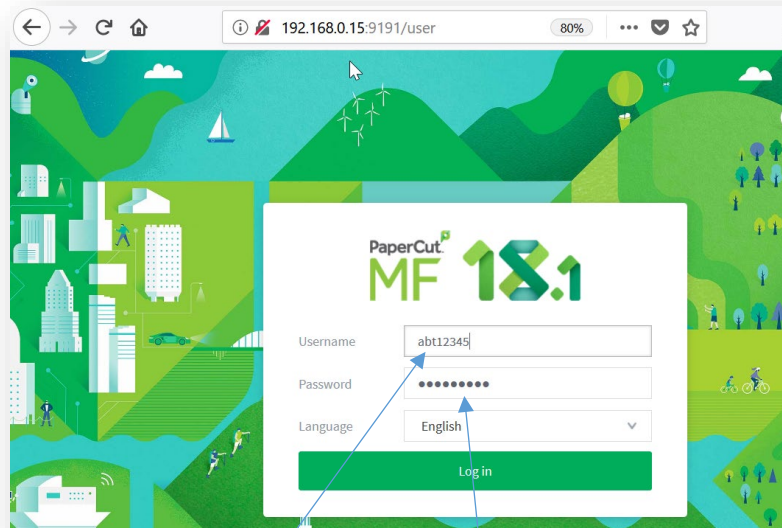 192.168.0.15:9191/user
80%
PaperCut
MF 18.1
Username
abt12345
Password
•••••••••
Language
English
Log in